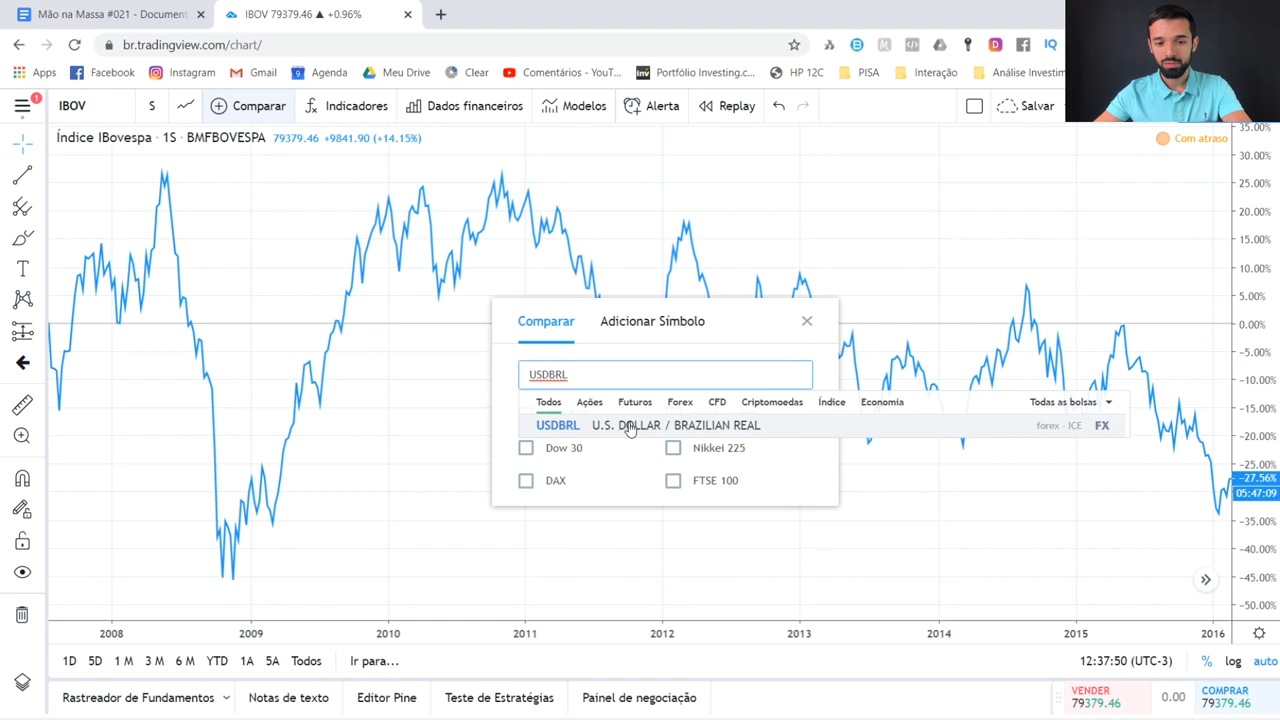 Mão na Massa #021 - Document
IBOV 79379.46 ▲ +0.96%
br.tradingview.com/chart/
Apps
Facebook
Instagram
Gmail
Agenda
Meu Drive
Clear
Comentários - YouT...
Portfólio Investing.c...
HP 12C
PISA
Interação
Análise Investim
1
IBOV
S
Comparar
Indicadores
Dados financeiros
Modelos
Alerta
Replay
Salvar
Índice IBovespa · 1S · BMFBOVESPA 79379.46 +9841.90 (+14.15%)
Com atraso
35.00%
30.00%
25.00%
20.00%
15.00%
10.00%
5.00%
0.00%
−5.00%
−10.00%
−15.00%
−20.00%
−25.00%
−27.56%
05:47:09
−35.00%
−40.00%
−45.00%
−50.00%
Comparar
Adicionar Símbolo
USDBRL
Todos
Ações
Futuros
Forex
CFD
Criptomoedas
Índice
Economia
Todas as bolsas
USDBRL U.S. DOLLAR / BRAZILIAN REAL forex - ICE FX
Dow 30
Nikkei 225
DAX
FTSE 100
2008
2009
2010
2011
2012
2013
2014
2015
2016
1D 5D 1 M 3 M 6 M YTD 1A 5A Todos
Ir para...
12:37:50 (UTC-3)
% log auto
Rastreador de Fundamentos
Notas de texto
Editor Pine
Teste de Estratégias
Painel de negociação
VENDER
79379.46
0.00
COMPRAR
79379.46